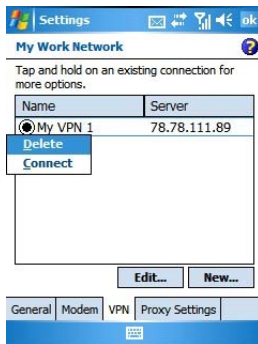 Settings
ok
My Work Network
Tap and hold on an existing connection for
more options.
Name Server
My VPN 1 78.78.111.89
Delete
Connect
Edit... New...
General Modem VPN Proxy Settings